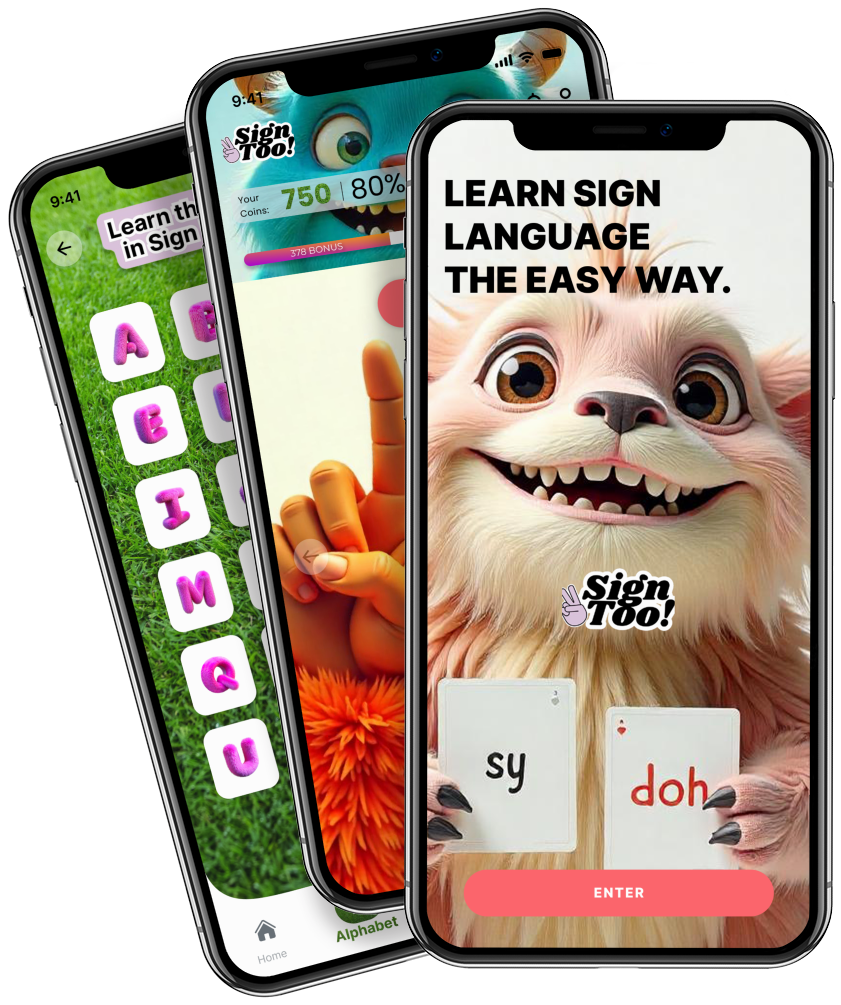 9:41
Learn th
in Sign
A
E
I
M
Q
U
Home
Alphabet
9:41
Sign
Too!
Your
Coins:
750 | 80%
378 BONUS
LEARN SIGN
LANGUAGE
THE EASY WAY.
Sign
Too!
3
sy
doh
ENTER